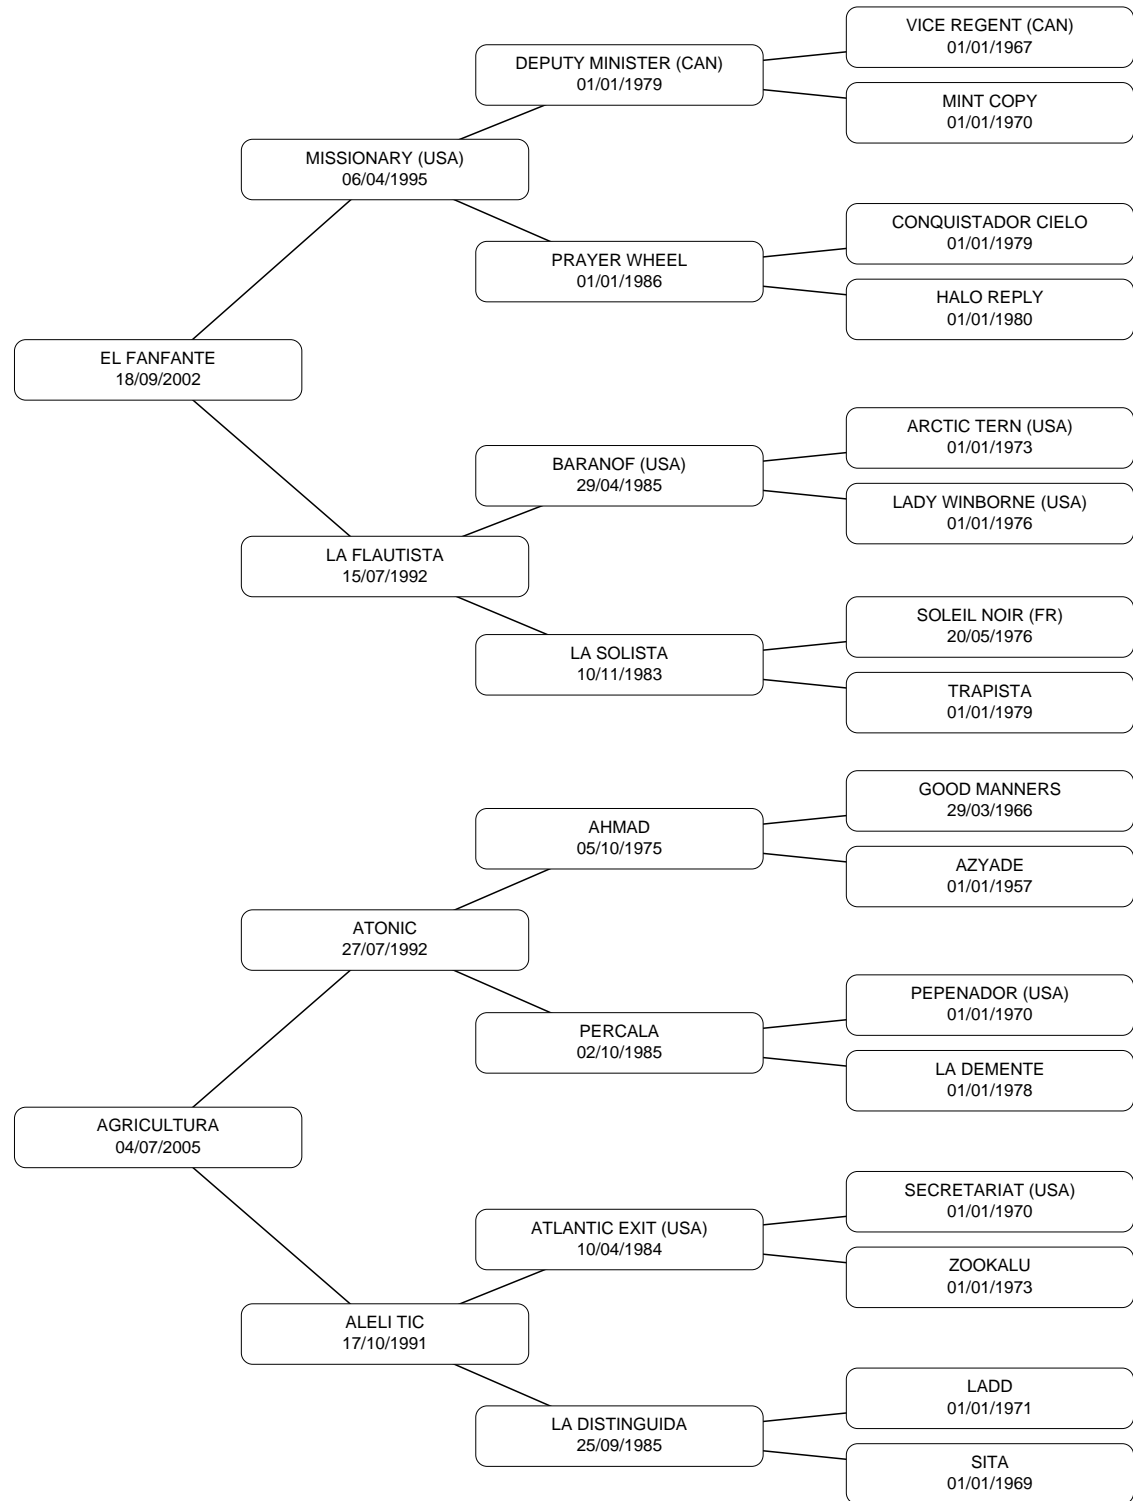 VICE REGENT (CAN)
01/01/1967
DEPUTY MINISTER (CAN)
01/01/1979
MINT COPY
01/01/1970
MISSIONARY (USA)
06/04/1995
CONQUISTADOR CIELO
01/01/1979
PRAYER WHEEL
01/01/1986
HALO REPLY
01/01/1980
EL FANFANTE
18/09/2002
ARCTIC TERN (USA)
01/01/1973
BARANOF (USA)
29/04/1985
LADY WINBORNE (USA)
01/01/1976
LA FLAUTISTA
15/07/1992
SOLEIL NOIR (FR)
20/05/1976
LA SOLISTA
10/11/1983
TRAPISTA
01/01/1979
GOOD MANNERS
29/03/1966
AHMAD
05/10/1975
AZYADE
01/01/1957
ATONIC
27/07/1992
PEPENADOR (USA)
01/01/1970
PERCALA
02/10/1985
LA DEMENTE
01/01/1978
AGRICULTURA
04/07/2005
SECRETARIAT (USA)
01/01/1970
ATLANTIC EXIT (USA)
10/04/1984
ZOOKALU
01/01/1973
ALELI TIC
17/10/1991
LADD
01/01/1971
LA DISTINGUIDA
25/09/1985
SITA
01/01/1969